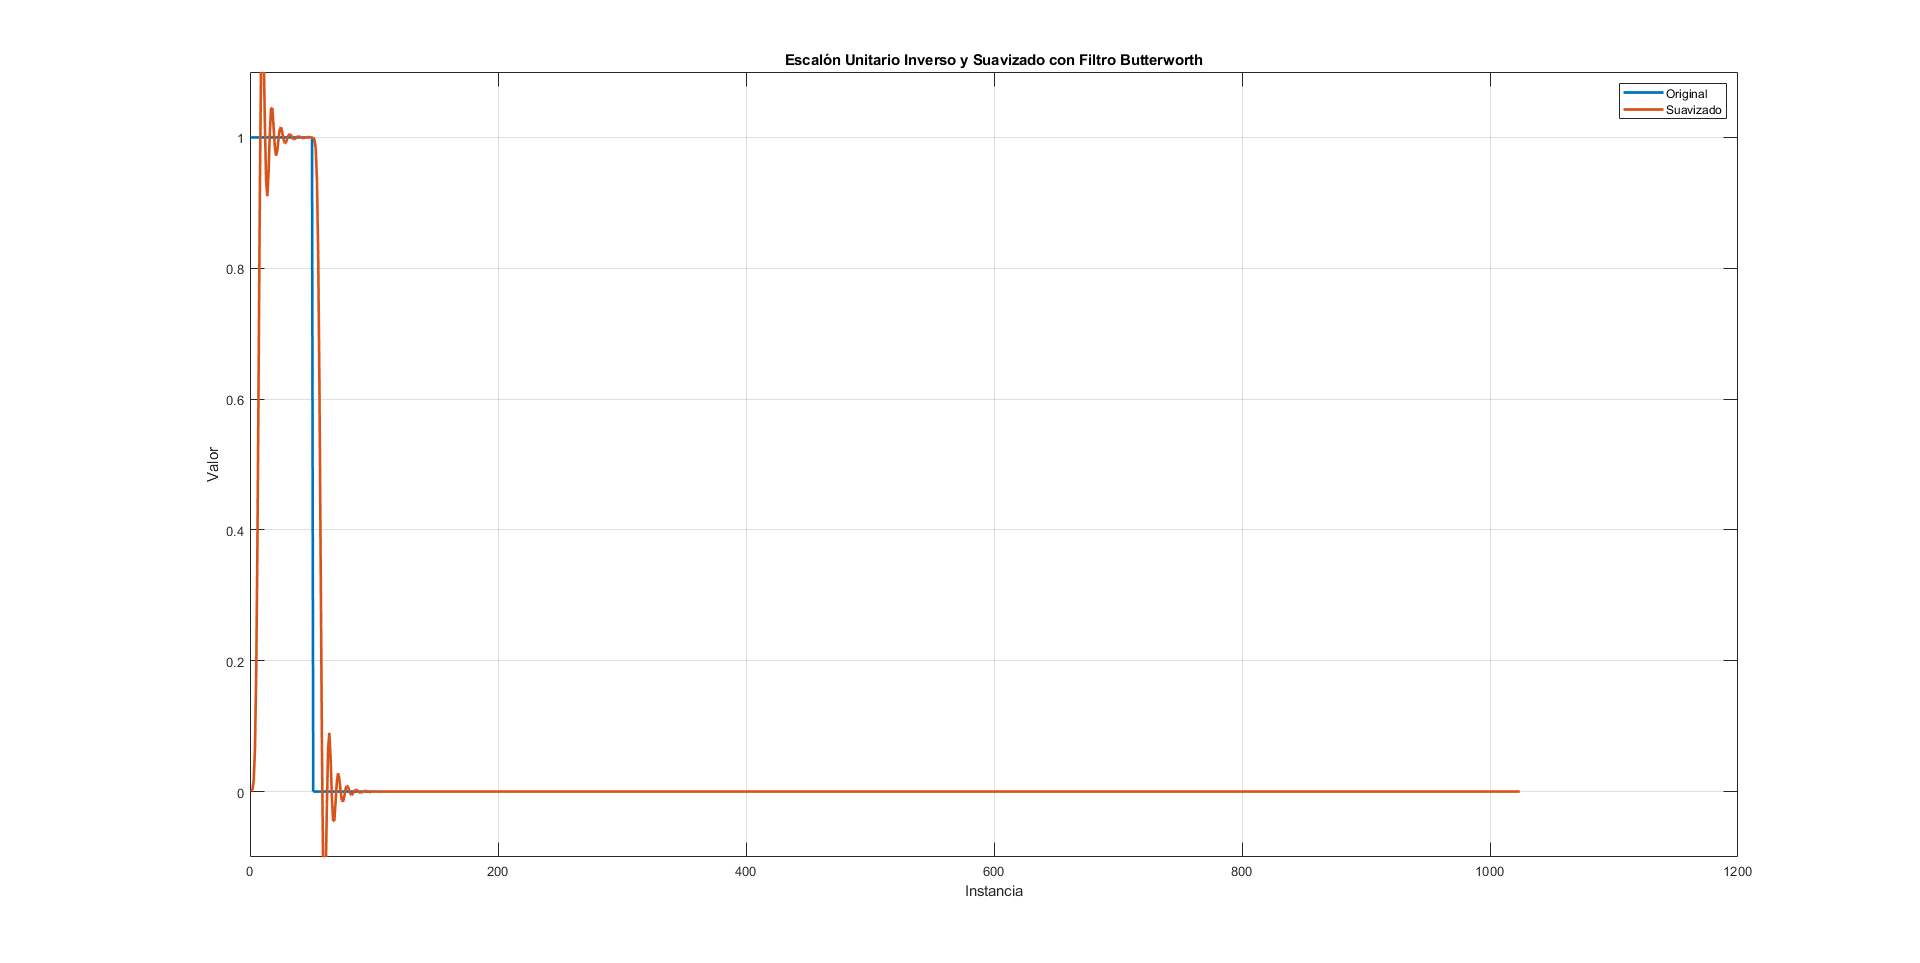 Escalón Unitario Inverso y Suavizado con Filtro Butterworth
Original
Suavizado
1
0.8
0.6
0.4
0.2
0
Valor
0 200 400 600 800 1000 1200
Instancia